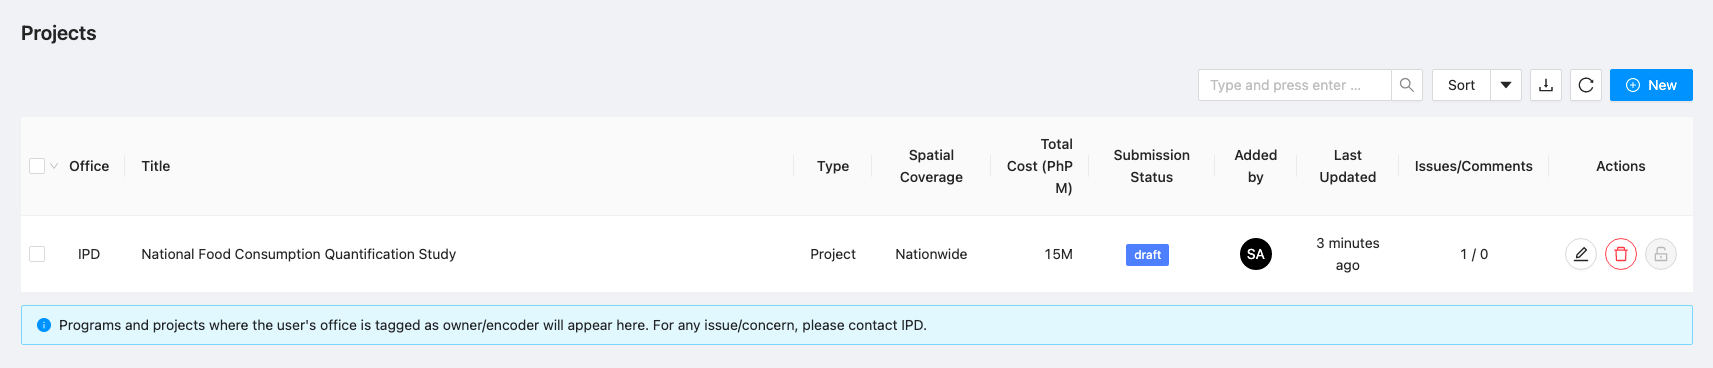 Projects
Type and press enter ...
Sort
New
Office
Title
Type
Spatial
Coverage
Total
Cost (PhP
M)
Submission
Status
Added
by
Last
Updated
Issues/Comments
Actions
IPD
National Food Consumption Quantification Study
Project
Nationwide
15M
draft
SA
3 minutes
ago
1 / 0
Programs and projects where the user's office is tagged as owner/encoder will appear here. For any issue/concern, please contact IPD.